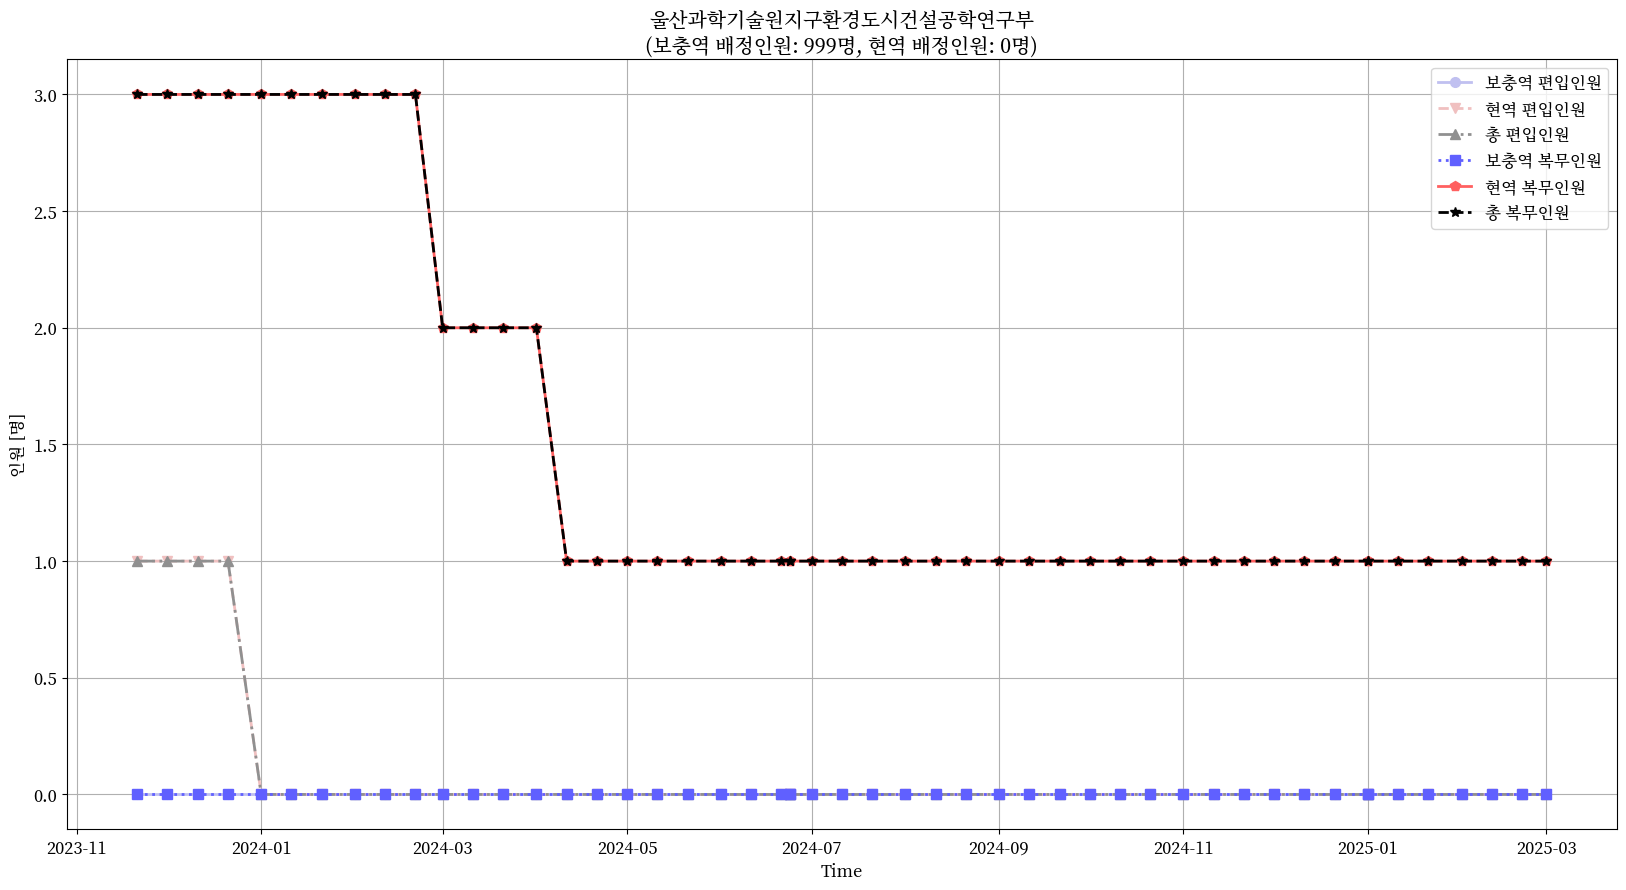 울산과학기술원지구환경도시건설공학연구부
(보충역 배정인원: 999명, 현역 배정인원: 0명)
보충역 편입인원
현역 편입인원
총 편입인원
보충역 복무인원
현역 복무인원
총 복무인원
인원 [명]
3.0
2.5
2.0
1.5
1.0
0.5
0.0
2023-11
2024-01
2024-03
2024-05
2024-07
2024-09
2024-11
2025-01
2025-03
Time